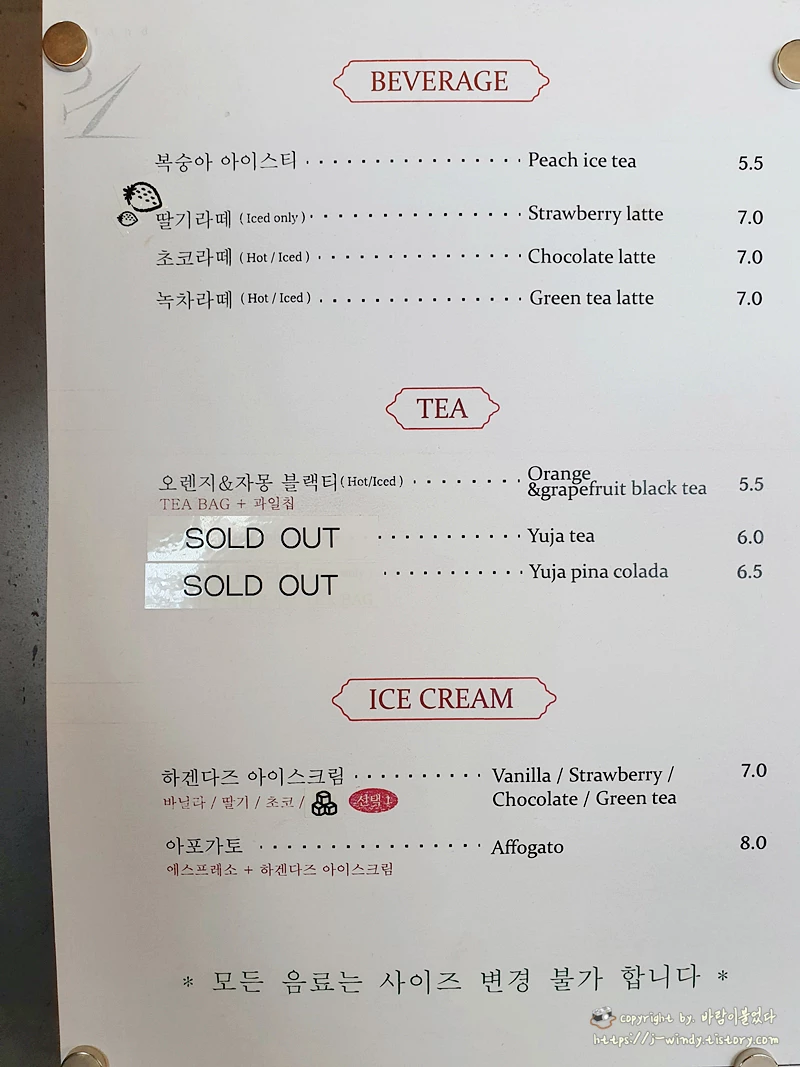 BEVERAGE
복숭아 아이스티 Peach ice tea 5.5
딸기라떼 (Iced only) Strawberry latte 7.0
초코라떼 (Hot / Iced) Chocolate latte 7.0
녹차라떼 (Hot / Iced) Green tea latte 7.0
TEA
오렌지&자몽 블랙티(Hot/Iced) Orange
&grapefruit black tea 5.5
TEA BAG + 과일칩
SOLD OUT Yuja tea 6.0
SOLD OUT Yuja pina colada 6.5
ICE CREAM
하겐다즈 아이스크림 Vanilla / Strawberry / 7.0
바닐라 / 딸기 / 초코 / 선택 1 Chocolate / Green tea
아포가토 Affogato 8.0
에스프레소 + 하겐다즈 아이스크림
* 모든 음료는 사이즈 변경 불가 합니다 *
copyright by. 바람이불었다
https://j-windy.tistory.com